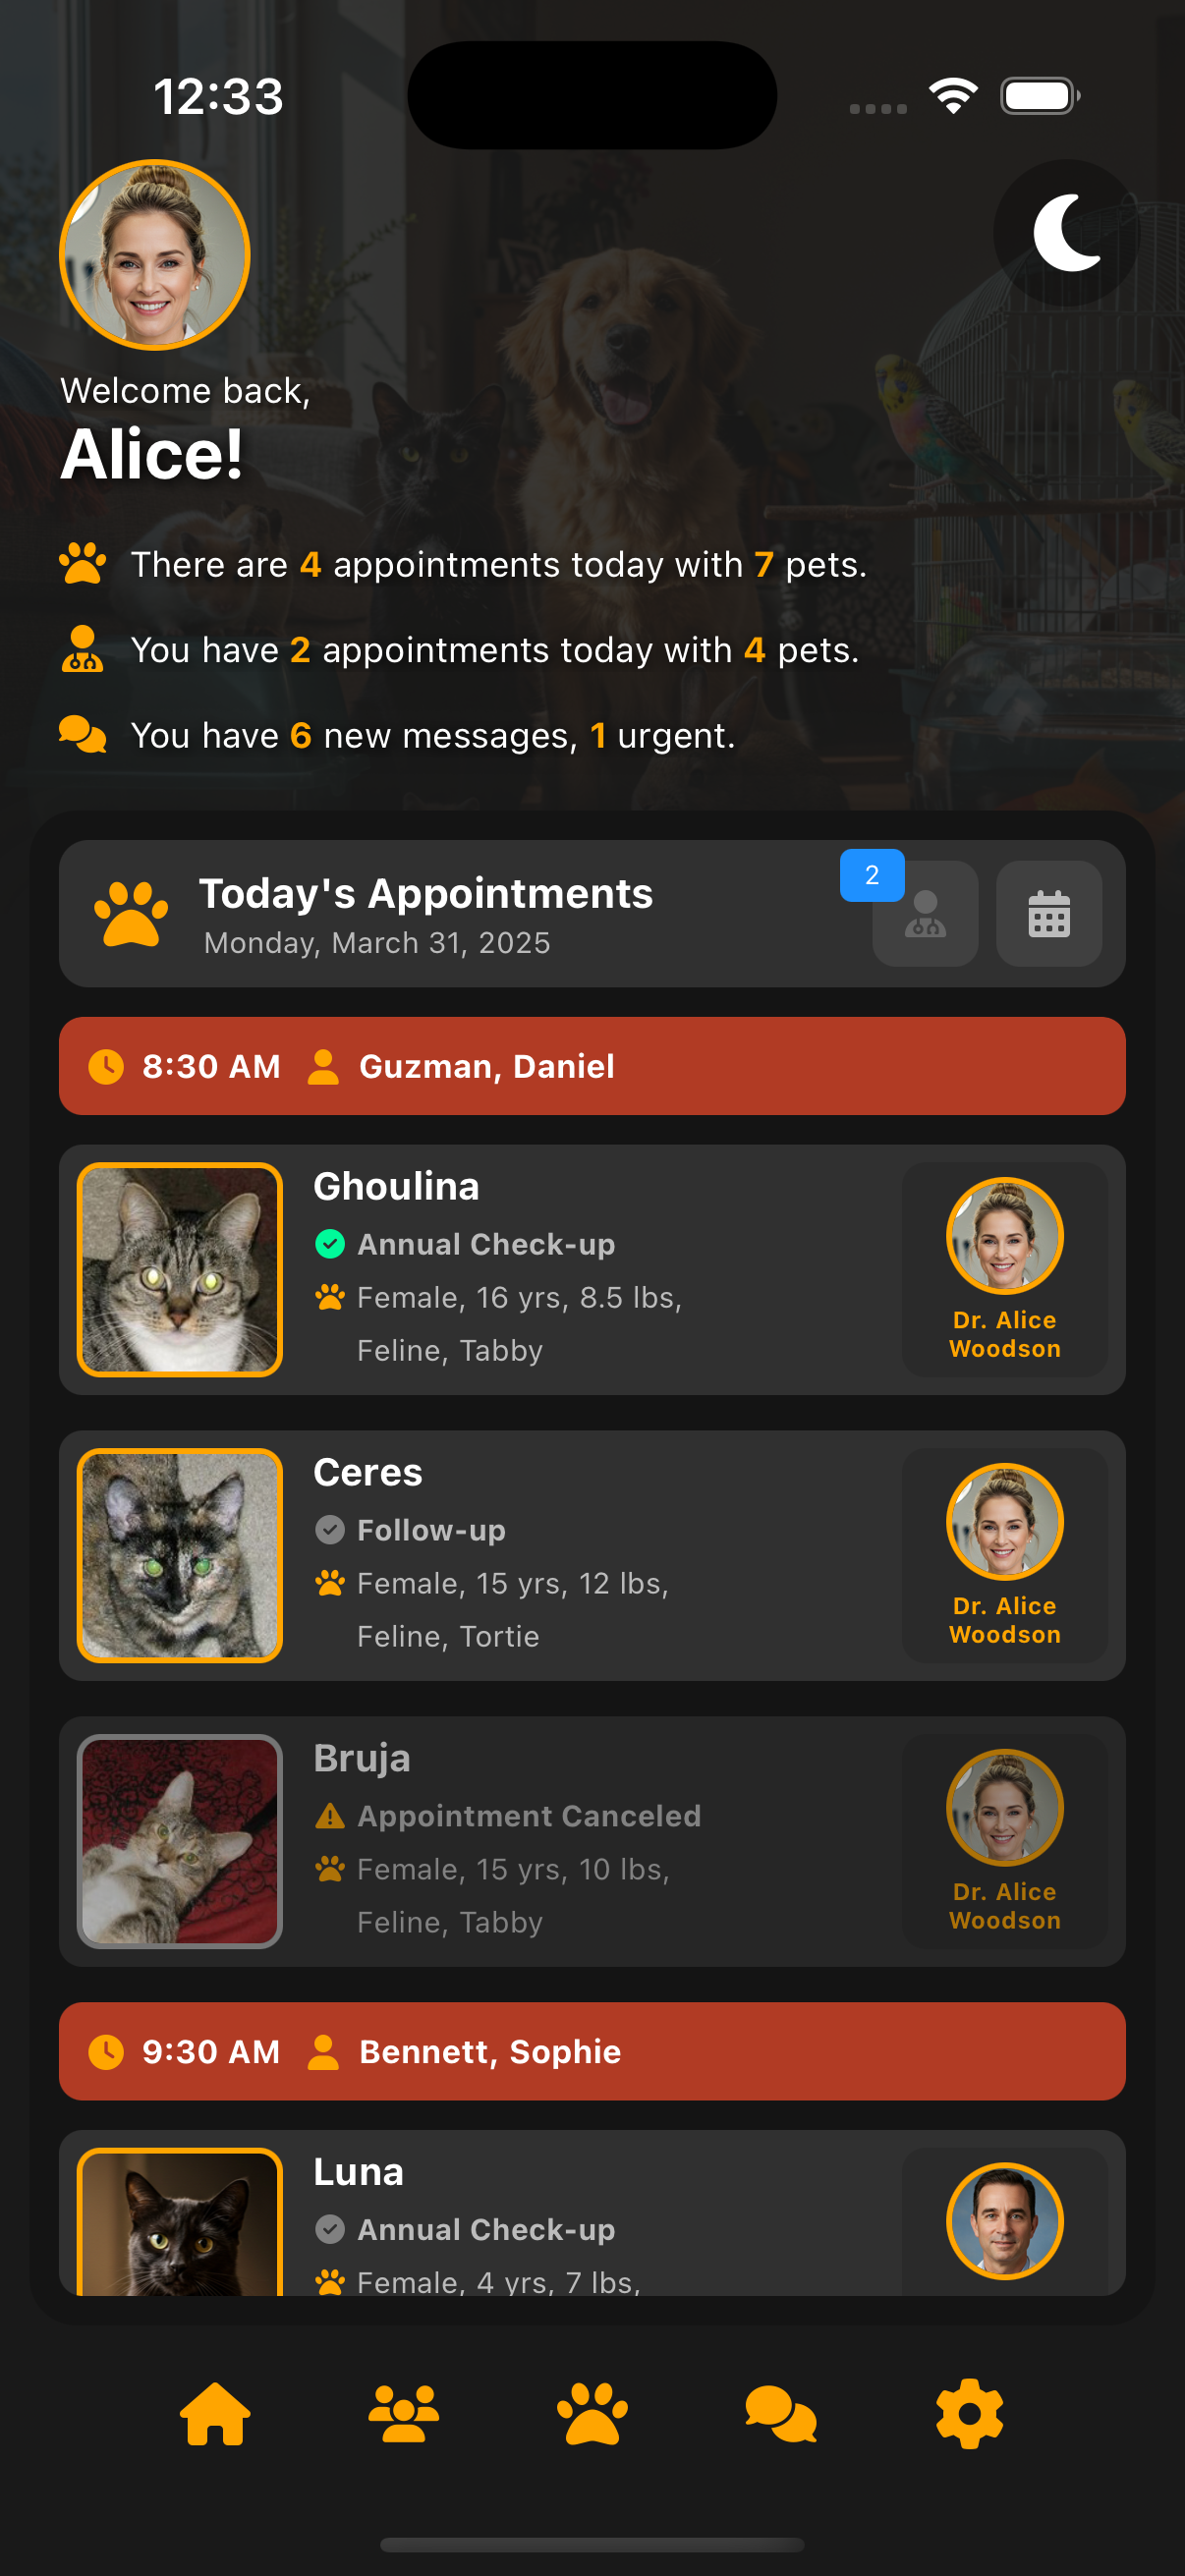 12:33
Welcome back,
Alice!
There are 4 appointments today with 7 pets.
You have 2 appointments today with 4 pets.
You have 6 new messages, 1 urgent.
Today's Appointments
2
Monday, March 31, 2025
8:30 AM Guzman, Daniel
Ghoulina
Annual Check-up
Female, 16 yrs, 8.5 lbs,
Feline, Tabby
Dr. Alice
Woodson
Ceres
Follow-up
Female, 15 yrs, 12 lbs,
Feline, Tortie
Dr. Alice
Woodson
Bruja
Appointment Canceled
Female, 15 yrs, 10 lbs,
Feline, Tabby
Dr. Alice
Woodson
9:30 AM Bennett, Sophie
Luna
Annual Check-up
Female, 4 yrs, 7 lbs,